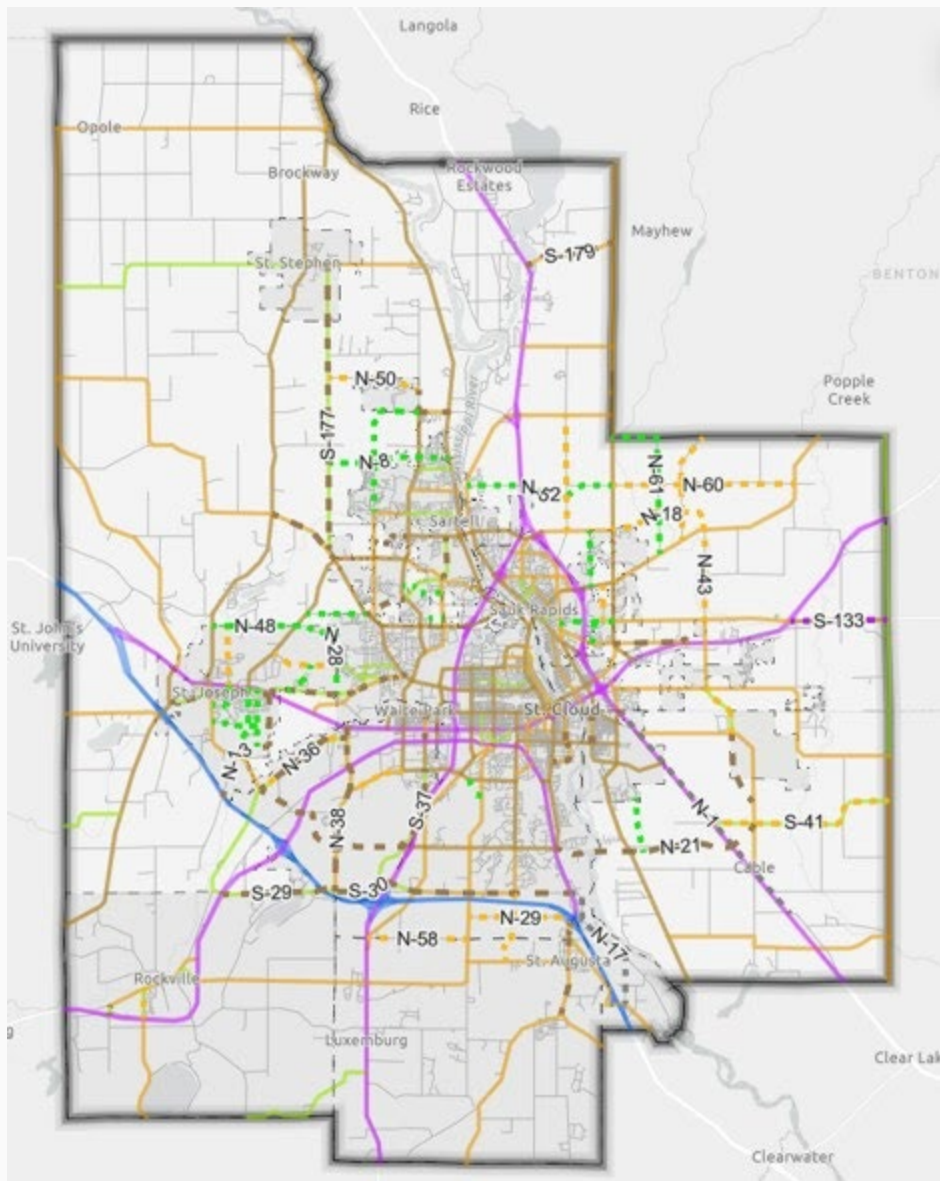 Langola
Rice
Opole
Brockway
Rockwood
Estates
Mayhew
S-179
St. Stephen
BENTON
N-50
Popple
Creek
S-177
N-8
N-61
N-60
N-52
N-18
Sartell
N-43
Sauk Rapids
St. John's
University
N-48
S-133
N-28
St. Joseph
Waite Park
St. Cloud
N-13
N-36
S-37
N-1
N-38
S-41
N-21
Cable
S-29
S-30
N-29
N-58
N-17
St. Augusta
Rockville
g
Luxemburg
Clear Lak
Clearwater